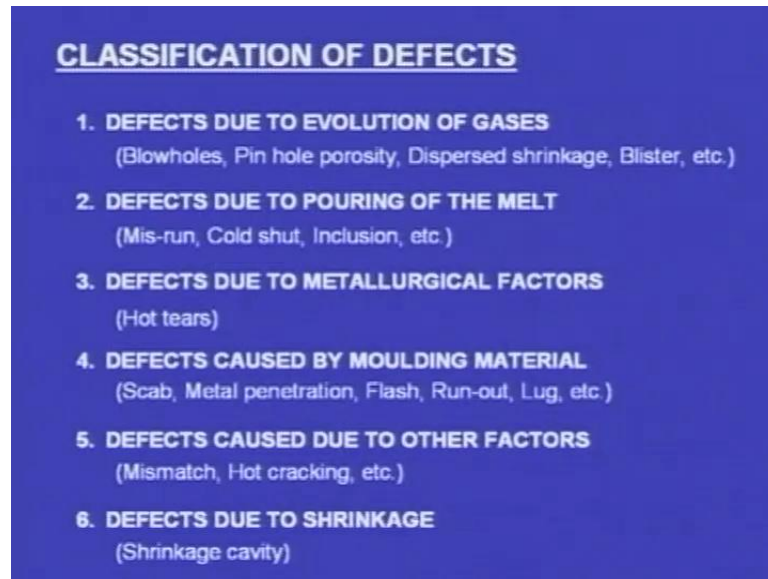 CLASSIFICATION OF DEFECTS
1. DEFECTS DUE TO EVOLUTION OF GASES
(Blowholes, Pin hole porosity, Dispersed shrinkage, Blister, etc.)
2. DEFECTS DUE TO POURING OF THE MELT
(Mis-run, Cold shut, Inclusion, etc.)
3. DEFECTS DUE TO METALLURGICAL FACTORS
(Hot tears)
4. DEFECTS CAUSED BY MOULDING MATERIAL
(Scab, Metal penetration, Flash, Run-out, Lug, etc.)
5. DEFECTS CAUSED DUE TO OTHER FACTORS
(Mismatch, Hot cracking, etc.)
6. DEFECTS DUE TO SHRINKAGE
(Shrinkage cavity)